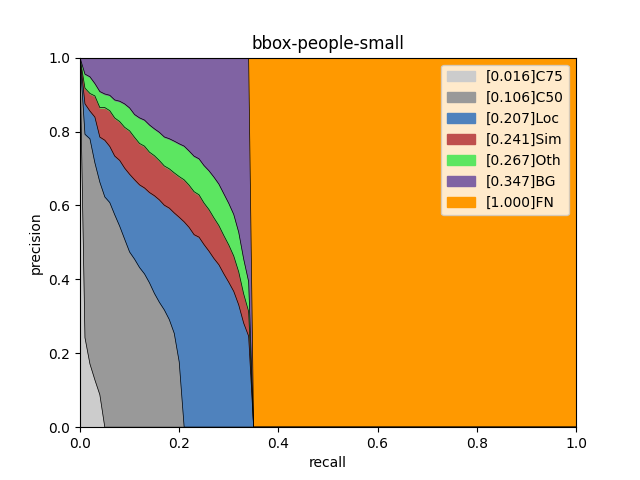 bbox-people-small
1.0
0.8
0.6
0.4
0.2
0.0
precision
0.0
0.2
0.4
0.6
0.8
1.0
recall
[0.016]C75
[0.106]C50
[0.207]Loc
[0.241]Sim
[0.267]Oth
[0.347]BG
[1.000]FN